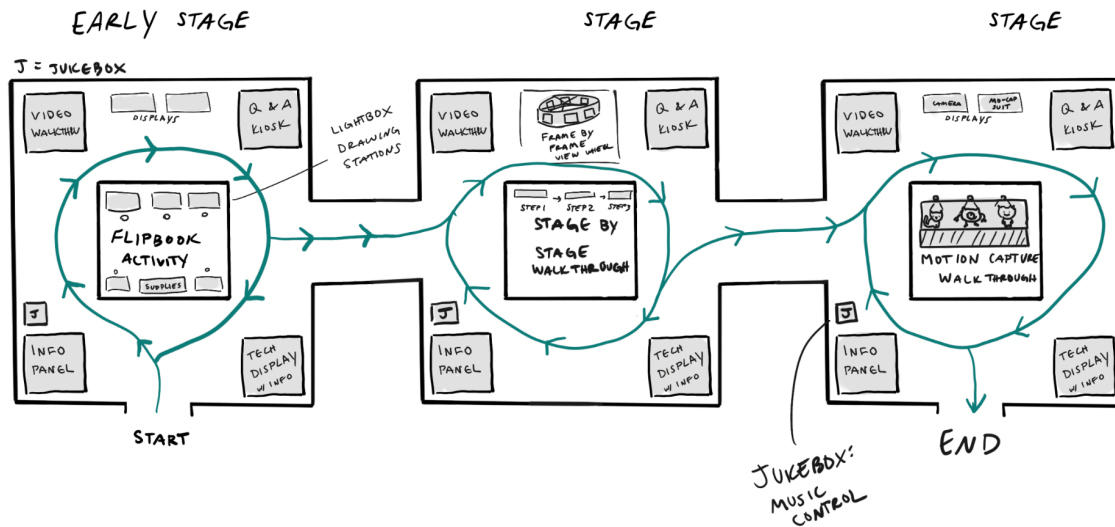 EARLY STAGE
STAGE
STAGE
J = JUKEBOX
VIDEO
WALKTHRU
DISPLAYS
Q & A
KIOSK
LIGHTBOX
DRAWING
STATIONS
FLIPBOOK
ACTIVITY
SUPPLIES
J
INFO
PANEL
TECH
DISPLAY
W/ INFO
START
VIDEO
WALKTHRU
FRAME BY
FRAME
VIEW WHEEL
Q & A
KIOSK
STEP 1
STEP 2
STEP 3
STAGE BY
STAGE
WALKTHROUGH
J
INFO
PANEL
TECH
DISPLAY
W/ INFO
VIDEO
WALKTHRU
CAMERA
MO-CAP
SUIT
DISPLAYS
Q & A
KIOSK
MOTION CAPTURE
WALKTHROUGH
J
INFO
PANEL
TECH
DISPLAY
W/ INFO
END
JUKEBOX:
MUSIC
CONTROL